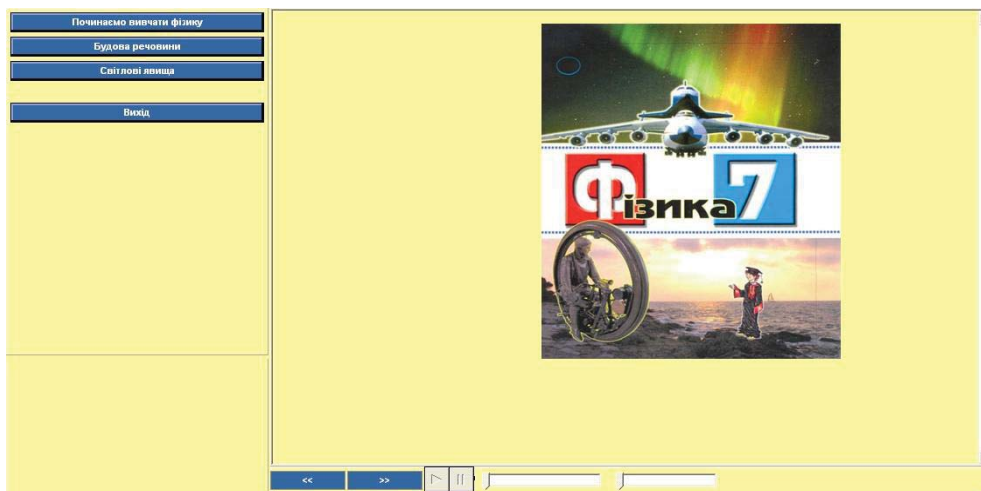 Починаємо вивчати фізику
Будова речовини
Світлові явища
Вихід
Фізика 7
<< >>